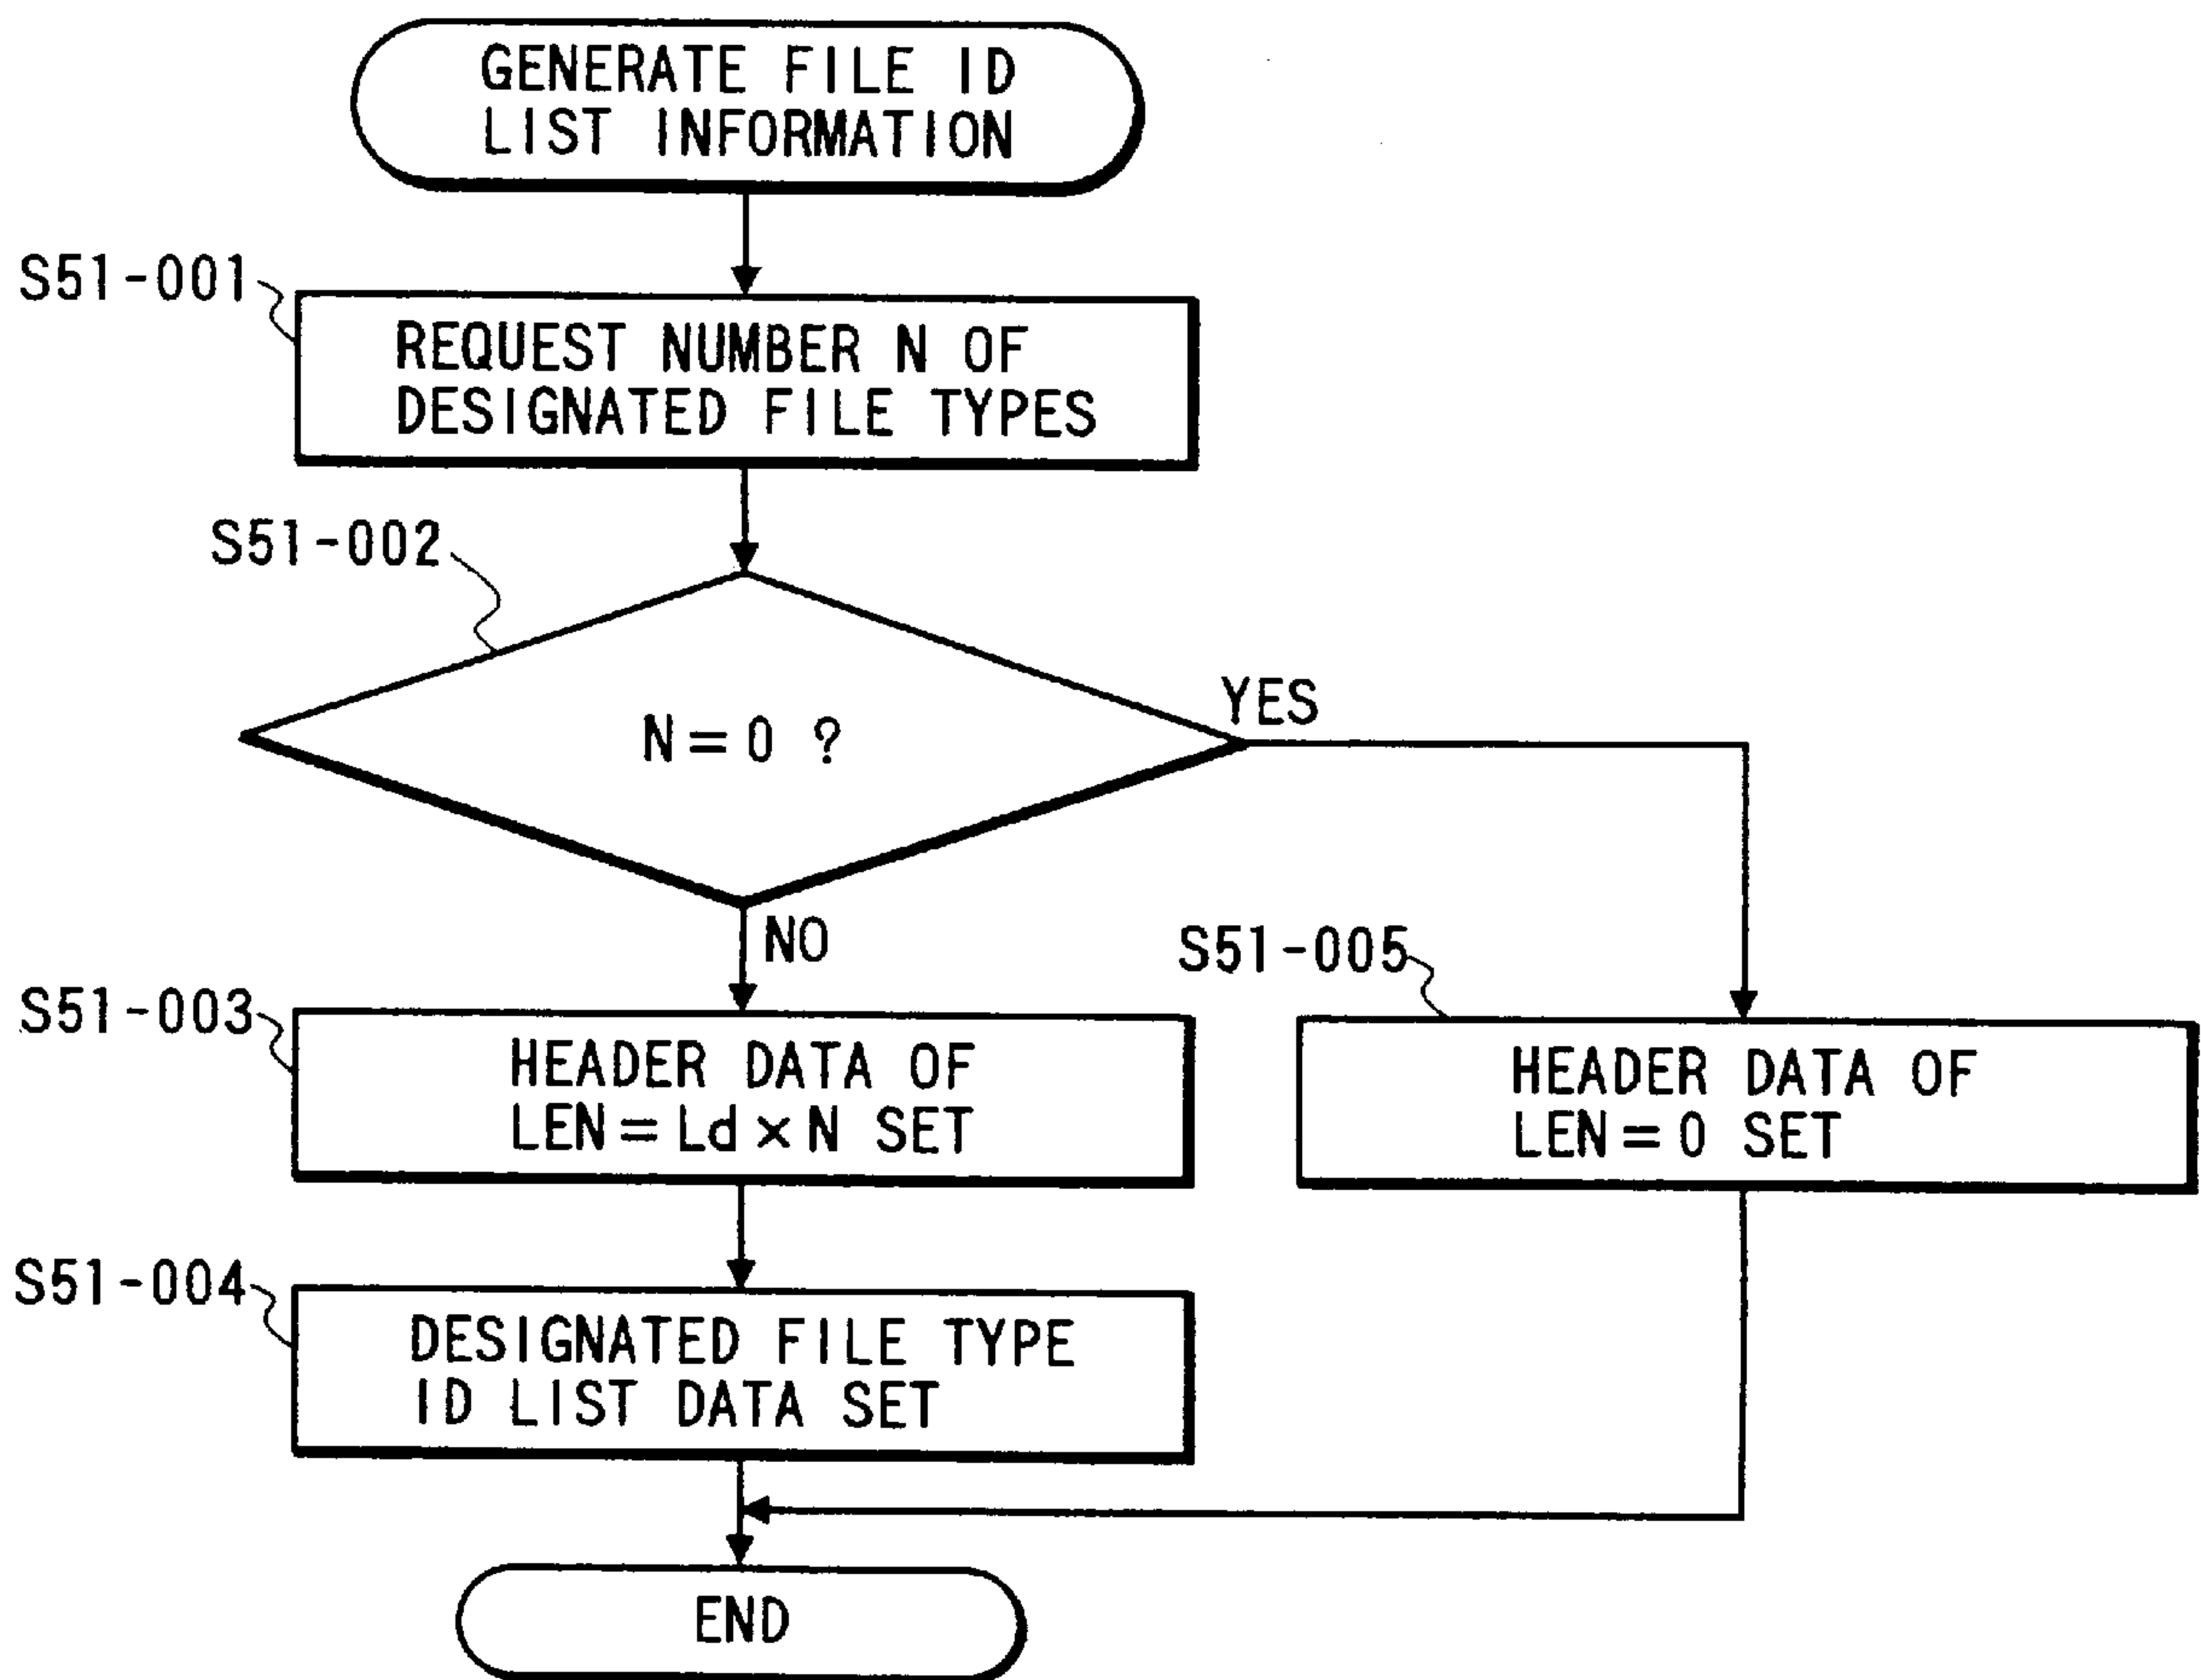 GENERATE FILE ID
LIST INFORMATION
S51-001
REQUEST NUMBER N OF
DESIGNATED FILE TYPES
S51-002
N=0 ?
YES
NO
S51-003
HEADER DATA OF
LEN=Ld×N SET
S51-005
HEADER DATA OF
LEN=0 SET
S51-004
DESIGNATED FILE TYPE
ID LIST DATA SET
END